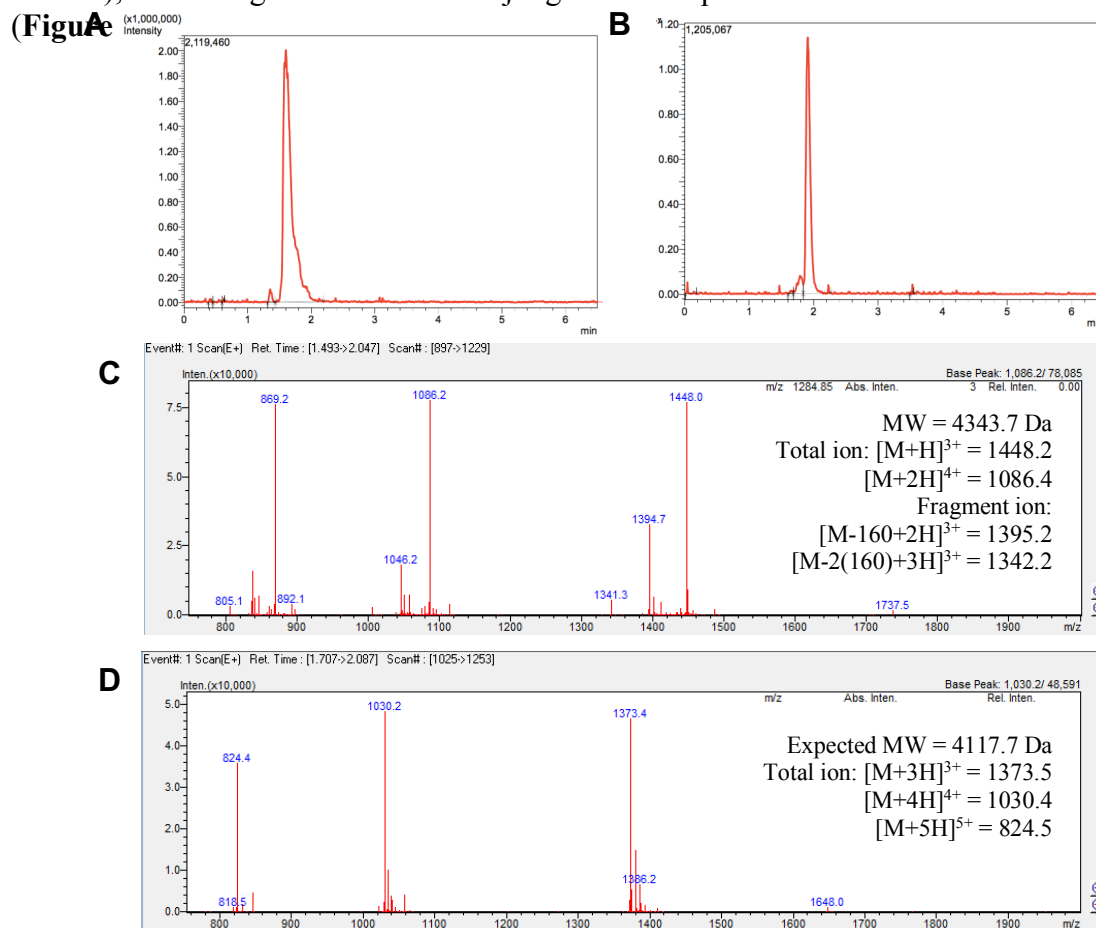 (Figure
A
(x1,000,000)
Intensity
2,119,460
2.00
1.80
1.60
1.40
1.20
1.00
0.80
0.60
0.40
0.20
0.00
0 1 2 3 4 5 6
min
B
1.20
1,205,067
1.00
0.80
0.60
0.40
0.20
0.00
0 1 2 3 4 5 6
C
Event#: 1 Scan(E+) Ret. Time : [1.493->2.047] Scan# : [897->1229]
Inten.(x10,000)
Base Peak: 1,086.2/ 78,085
m/z 1284.85 Abs. Inten. 3 Rel. Inten. 0.00
7.5
5.0
2.5
0.0
869.2
1086.2
1448.0
1394.7
1046.2
805.1
892.1
1341.3
1737.5
MW = 4343.7 Da
Total ion: [M+H]3+ = 1448.2
[M+2H]4+ = 1086.4
Fragment ion:
[M-160+2H]3+ = 1395.2
[M-2(160)+3H]3+ = 1342.2
800 900 1000 1100 1200 1300 1400 1500 1600 1700 1800 1900 m/z
D
Event#: 1 Scan(E+) Ret. Time : [1.707->2.087] Scan# : [1025->1253]
Inten.(x10,000)
Base Peak: 1,030.2/ 48,591
m/z Abs. Inten. Rel. Inten.
5.0
4.0
3.0
2.0
1.0
0.0
824.4
1030.2
1373.4
818.5
1386.2
1648.0
Expected MW = 4117.7 Da
Total ion: [M+3H]3+ = 1373.5
[M+4H]4+ = 1030.4
[M+5H]5+ = 824.5
800 900 1000 1100 1200 1300 1400 1500 1600 1700 1800 1900 m/z